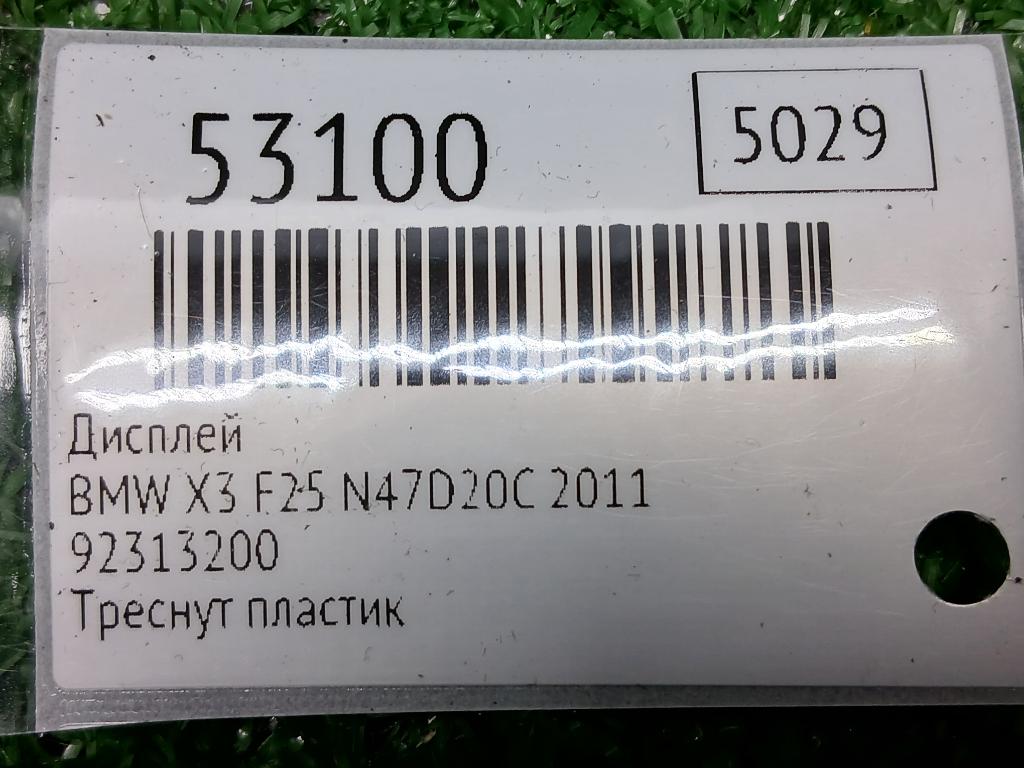 53100
5029
Дисплей
BMW X3 F25 N47D20C 2011
92313200
Треснут пластик